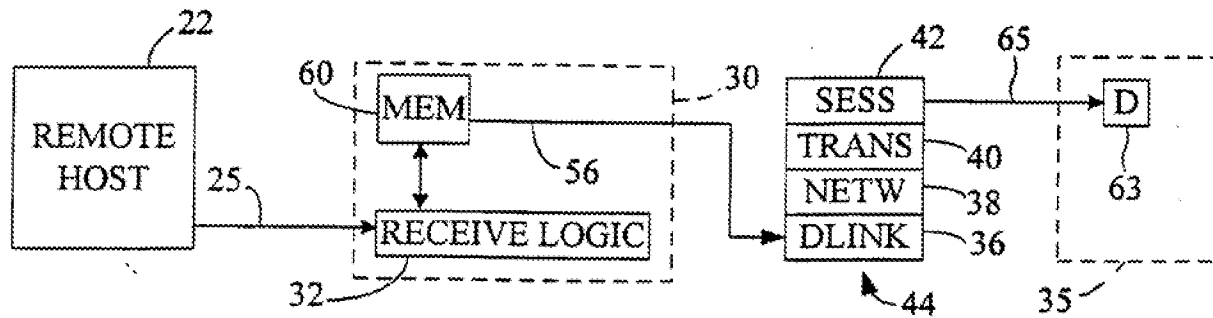 22
REMOTE
HOST
25
60
MEM
30
56
RECEIVE LOGIC
32
42
SESS
TRANS
40
NETW
38
DLINK
36
44
65
D
63
35